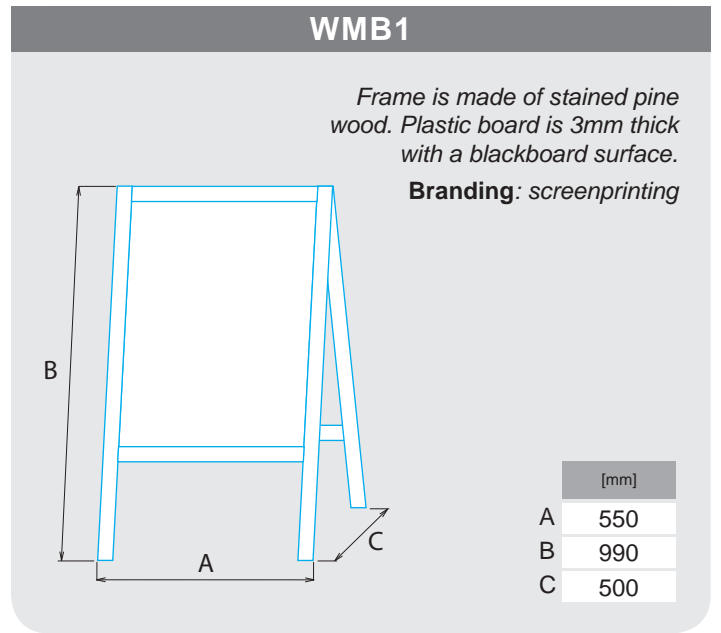 WMB1
Frame is made of stained pine
wood. Plastic board is 3mm thick
with a blackboard surface.
Branding: screenprinting
B
A
C
[mm]
A 550
B 990
C 500